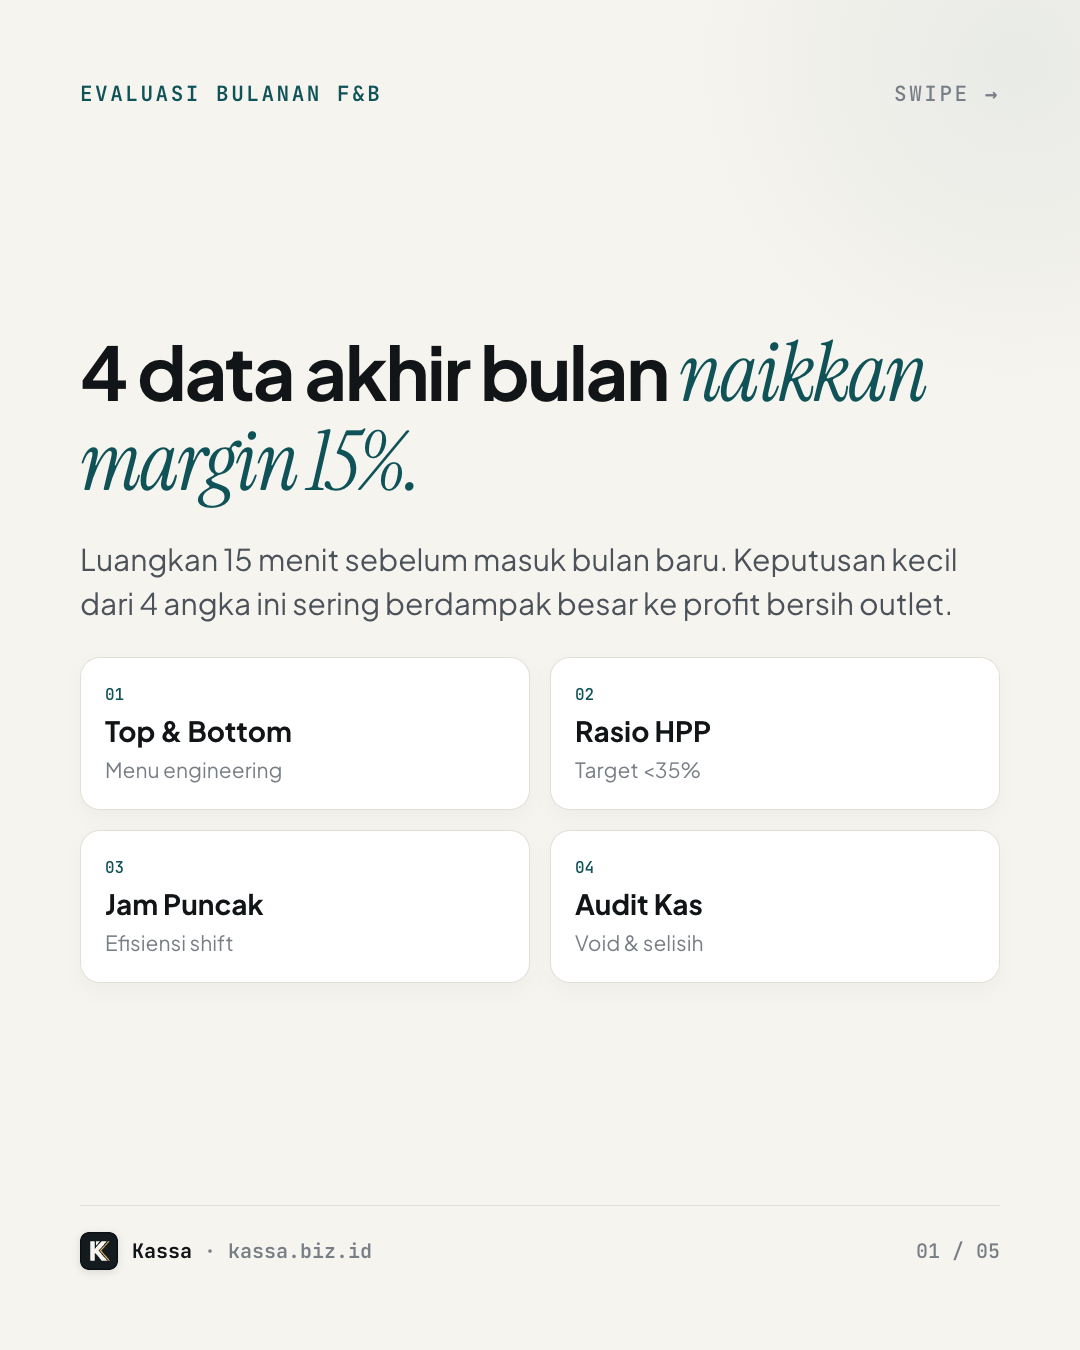 EVALUASI BULANAN F&B
SWIPE →
4 data akhir bulan naikkan
margin 15%.
Luangkan 15 menit sebelum masuk bulan baru. Keputusan kecil
dari 4 angka ini sering berdampak besar ke profit bersih outlet.
01
Top & Bottom
Menu engineering
02
Rasio HPP
Target <35%
03
Jam Puncak
Efisiensi shift
04
Audit Kas
Void & selisih
K
Kassa · kassa.biz.id
01 / 05